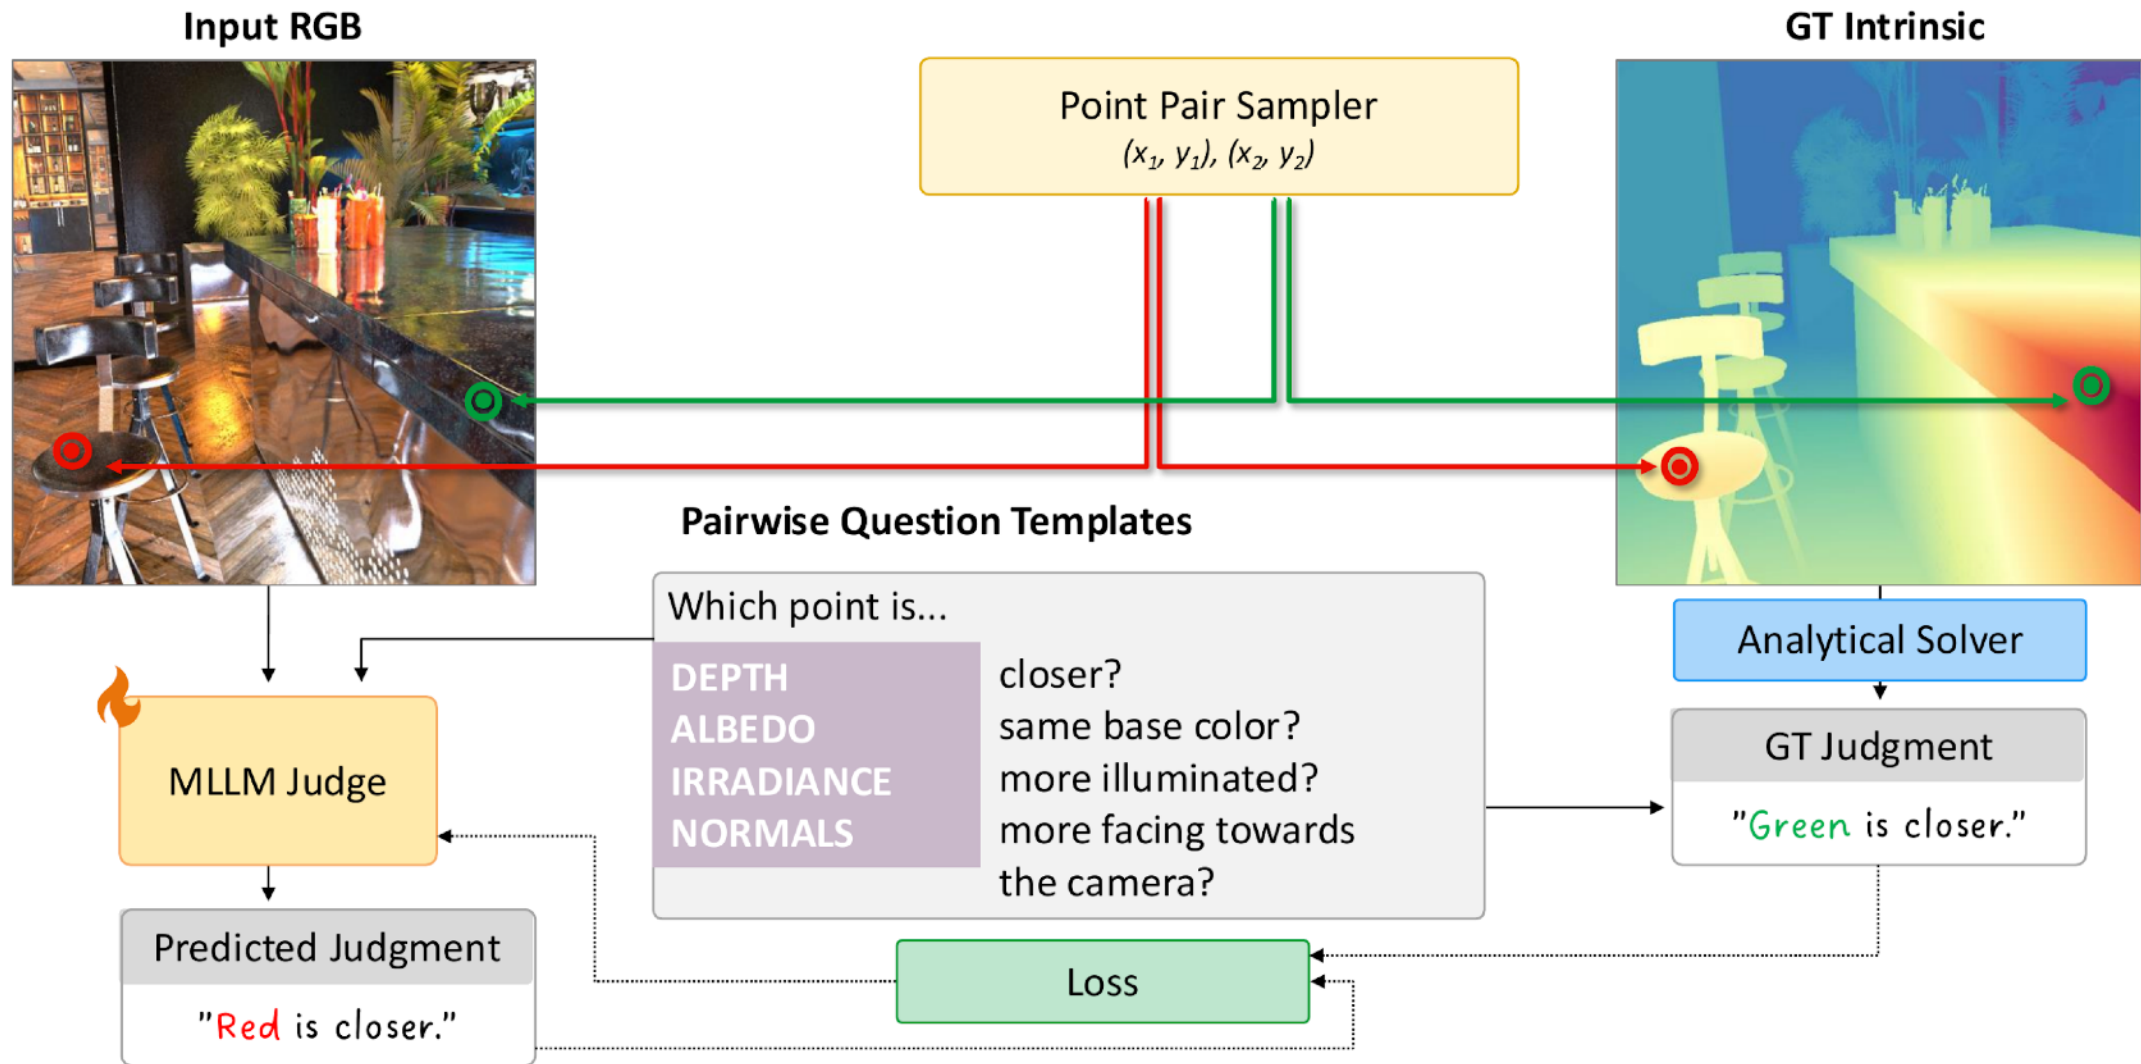 Input RGB
GT Intrinsic
Point Pair Sampler
(x₁, y₁), (x₂, y₂)
Pairwise Question Templates
Which point is...
DEPTH closer?
ALBEDO same base color?
IRRADIANCE more illuminated?
NORMALS more facing towards
the camera?
Analytical Solver
GT Judgment
"Green is closer."
MLLM Judge
Predicted Judgment
"Red is closer."
Loss